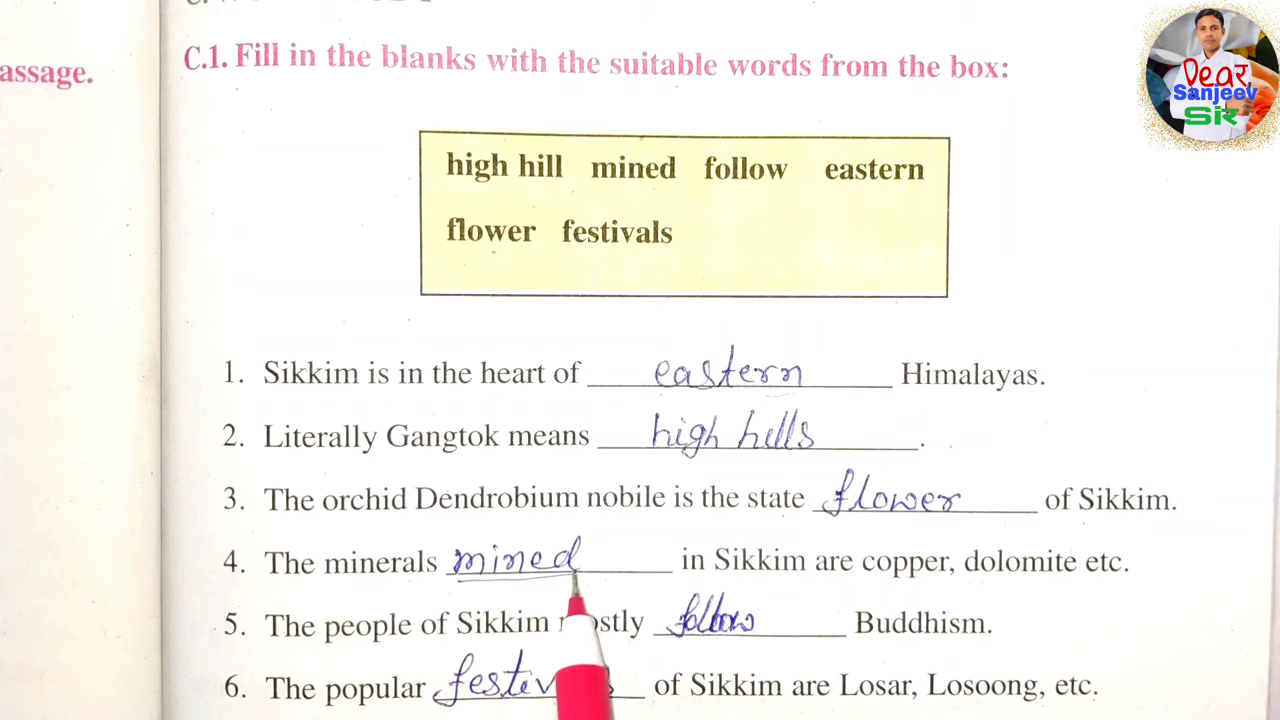 assage.
C.1. Fill in the blanks with the suitable words from the box:
high hill mined follow eastern
flower festivals
1. Sikkim is in the heart of eastern Himalayas.
2. Literally Gangtok means high hills.
3. The orchid Dendrobium nobile is the state flower of Sikkim.
4. The minerals mined in Sikkim are copper, dolomite etc.
5. The people of Sikkim follow Buddhism.
6. The popular of Sikkim are Losar, Losoong, etc.
Dear
Sanjeev
Sir